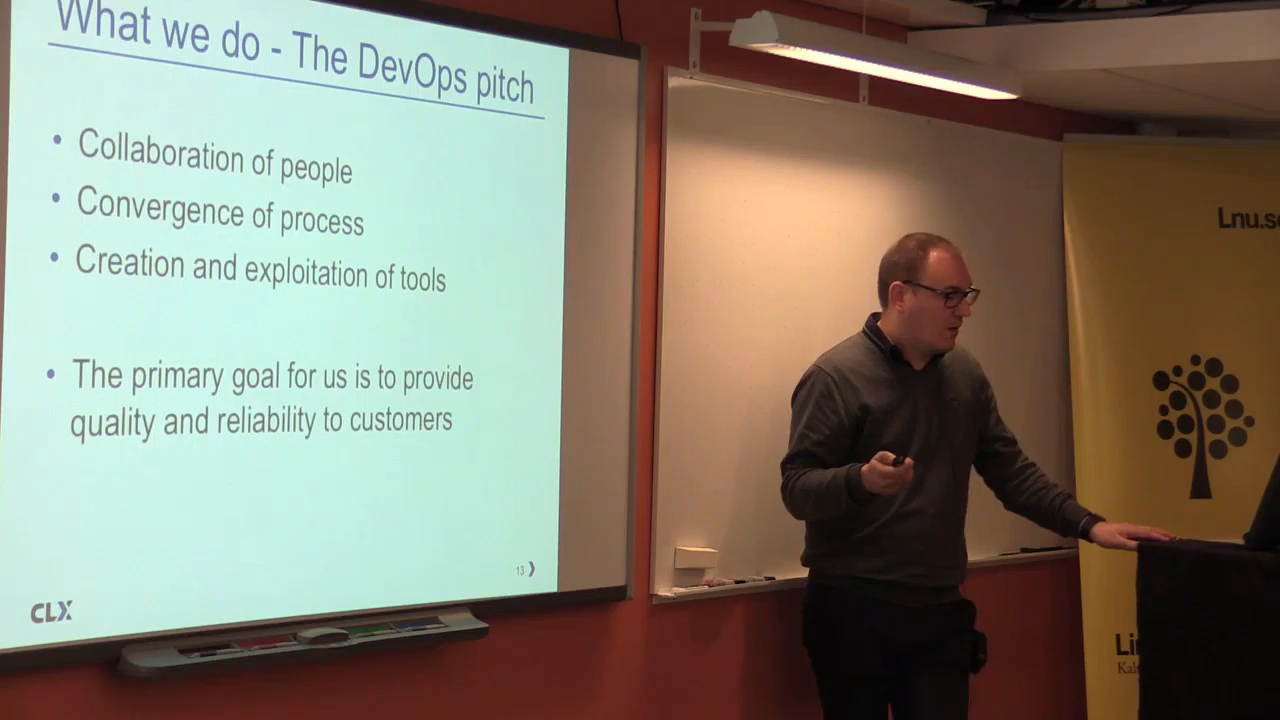 What we do - The DevOps pitch
• Collaboration of people
• Convergence of process
• Creation and exploitation of tools
• The primary goal for us is to provide
quality and reliability to customers
13
CLX
Lnu.se